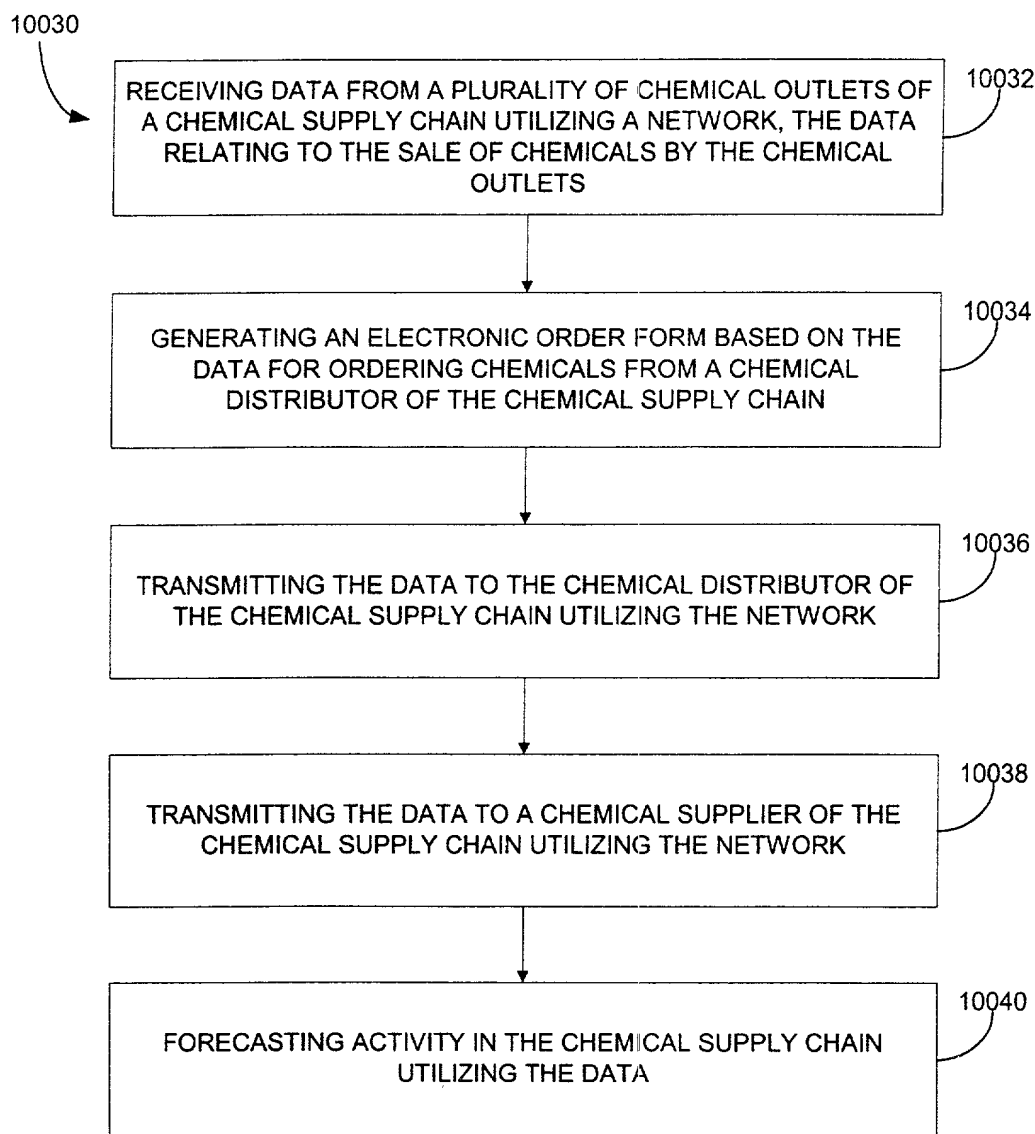 10030
RECEIVING DATA FROM A PLURALITY OF CHEMICAL OUTLETS OF
A CHEMICAL SUPPLY CHAIN UTILIZING A NETWORK, THE DATA
RELATING TO THE SALE OF CHEMICALS BY THE CHEMICAL
OUTLETS
10032
GENERATING AN ELECTRONIC ORDER FORM BASED ON THE
DATA FOR ORDERING CHEMICALS FROM A CHEMICAL
DISTRIBUTOR OF THE CHEMICAL SUPPLY CHAIN
10034
TRANSMITTING THE DATA TO THE CHEMICAL DISTRIBUTOR OF
THE CHEMICAL SUPPLY CHAIN UTILIZING THE NETWORK
10036
TRANSMITTING THE DATA TO A CHEMICAL SUPPLIER OF THE
CHEMICAL SUPPLY CHAIN UTILIZING THE NETWORK
10038
FORECASTING ACTIVITY IN THE CHEMICAL SUPPLY CHAIN
UTILIZING THE DATA
10040